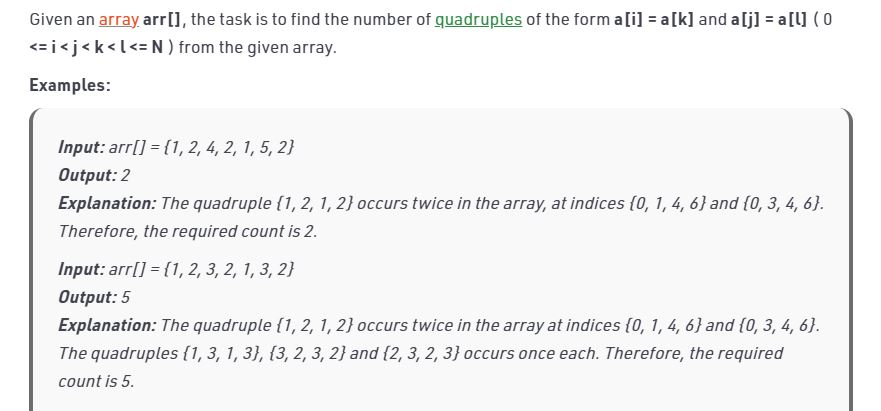 Given an array arr[], the task is to find the number of quadruples of the form a[i] = a[k] and a[j] = a[l] ( 0
<= i < j < k < l <= N ) from the given array.
Examples:
Input: arr[] = {1, 2, 4, 2, 1, 5, 2}
Output: 2
Explanation: The quadruple {1, 2, 1, 2} occurs twice in the array, at indices {0, 1, 4, 6} and {0, 3, 4, 6}.
Therefore, the required count is 2.
Input: arr[] = {1, 2, 3, 2, 1, 3, 2}
Output: 5
Explanation: The quadruple {1, 2, 1, 2} occurs twice in the array at indices {0, 1, 4, 6} and {0, 3, 4, 6}.
The quadruples {1, 3, 1, 3}, {3, 2, 3, 2} and {2, 3, 2, 3} occurs once each. Therefore, the required
count is 5.